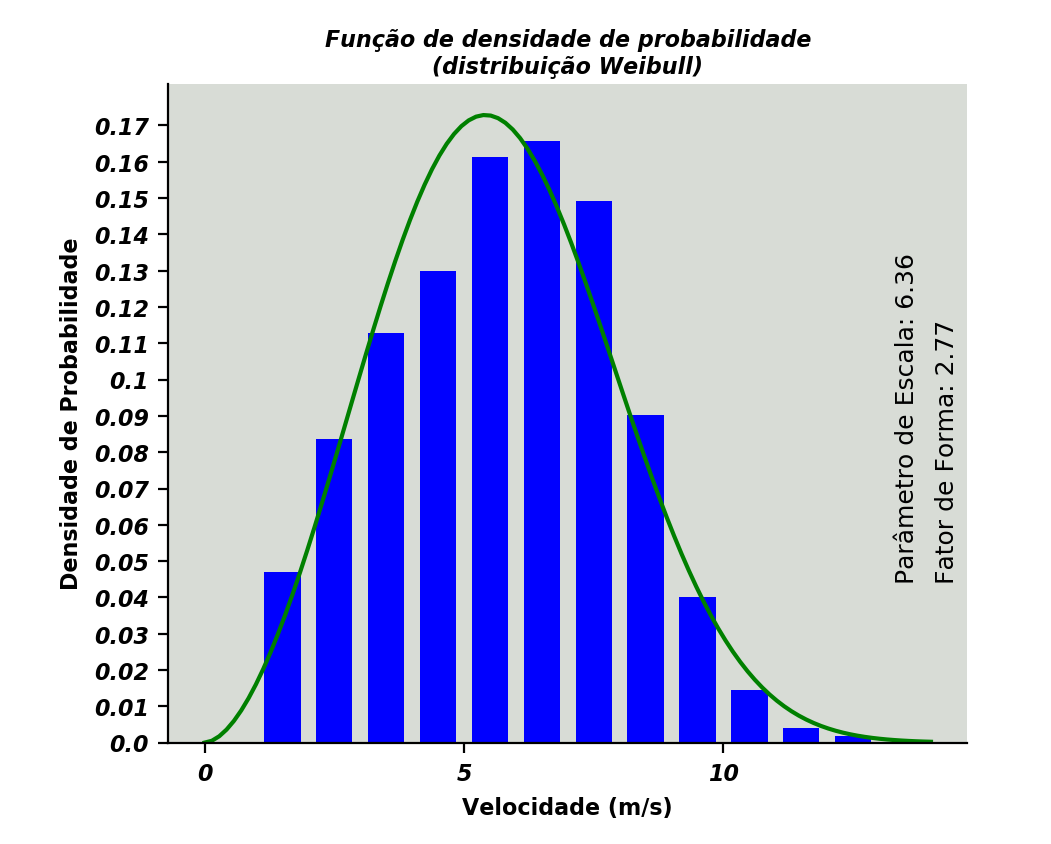 Função de densidade de probabilidade
(distribuição Weibull)
Densidade de Probabilidade
0.17
0.16
0.15
0.14
0.13
0.12
0.11
0.1
0.09
0.08
0.07
0.06
0.05
0.04
0.03
0.02
0.01
0.0
Parâmetro de Escala: 6.36
Fator de Forma: 2.77
0 5 10
Velocidade (m/s)